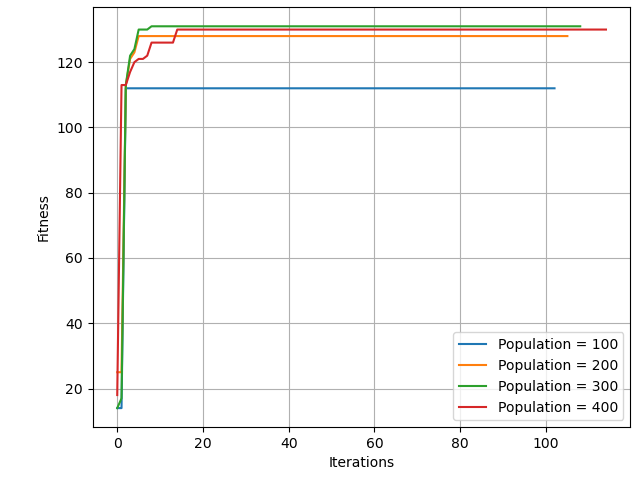 120
100
80
60
40
20
Fitness
0 20 40 60 80 100
Iterations
Population = 100
Population = 200
Population = 300
Population = 400